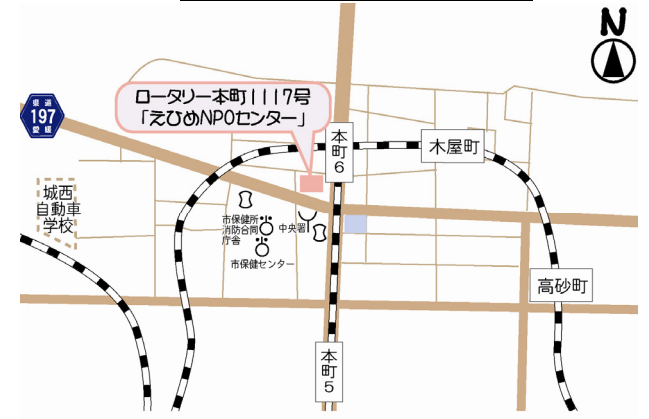 N
県道
197
愛媛
ロータリー本町1117号
「えひめNPOセンター」
本町6
木屋町
城西
自動車
学校
市保健所
消防合同
庁舎
中央署
市保健センター
高砂町
本町5